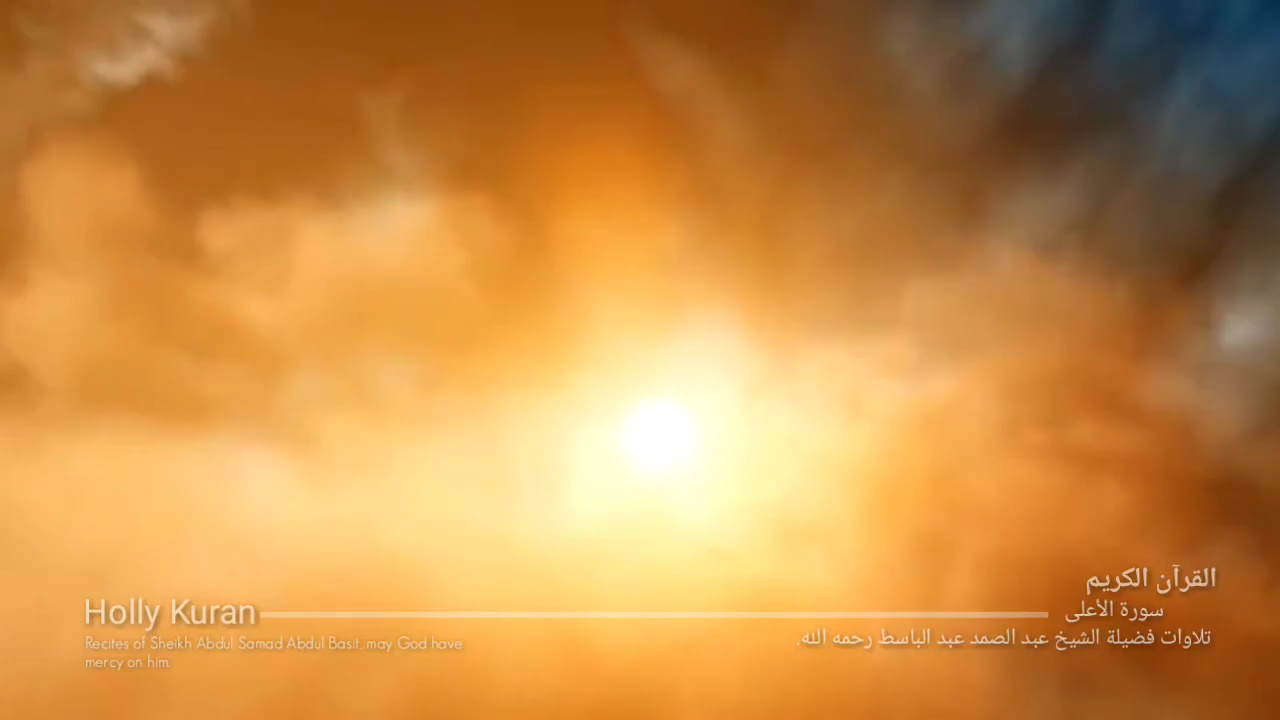 القرآن الكريم
سورة الأعلى
تلاوات فضيلة الشيخ عبد الصمد عبد الباسط رحمه الله.
Holly Kuran
Recites of Sheikh Abdul Samad Abdul Basit, may God have
mercy on him.